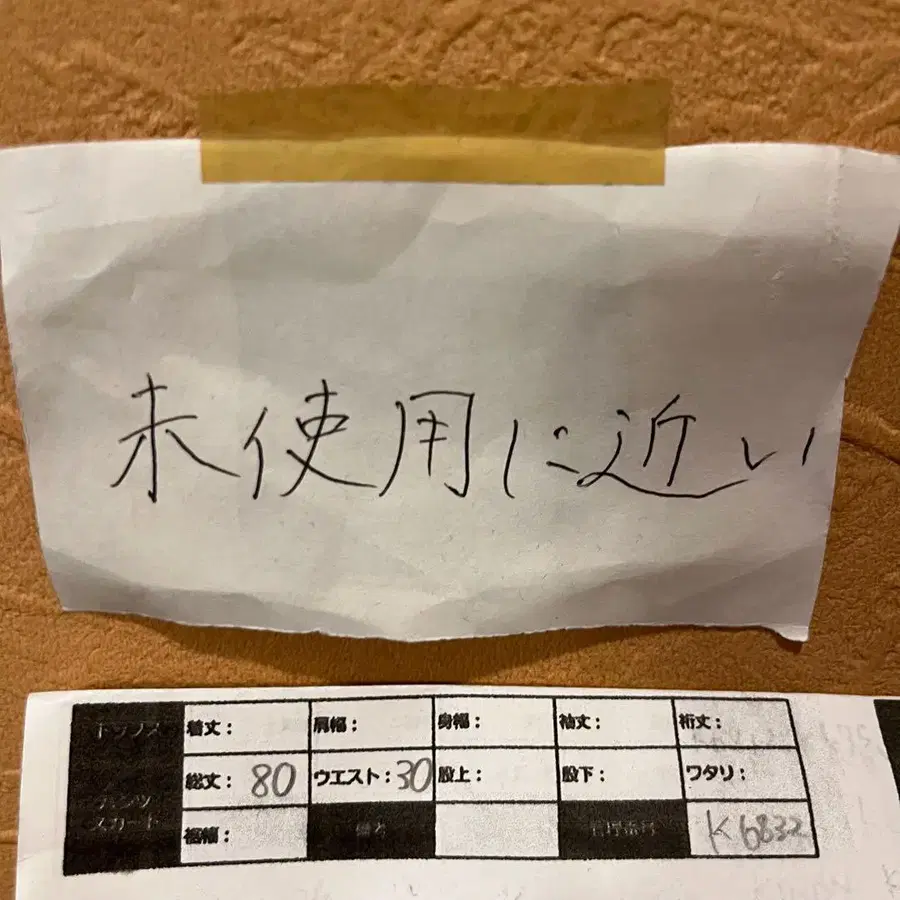 未使用に近い
トップス 着丈: 肩幅: 身幅: 袖丈: 裄丈:
パンツ スカート 総丈: 80 ウエスト: 30 股上: 股下: ワタリ:
裾幅: 備考 管理番号 K6832